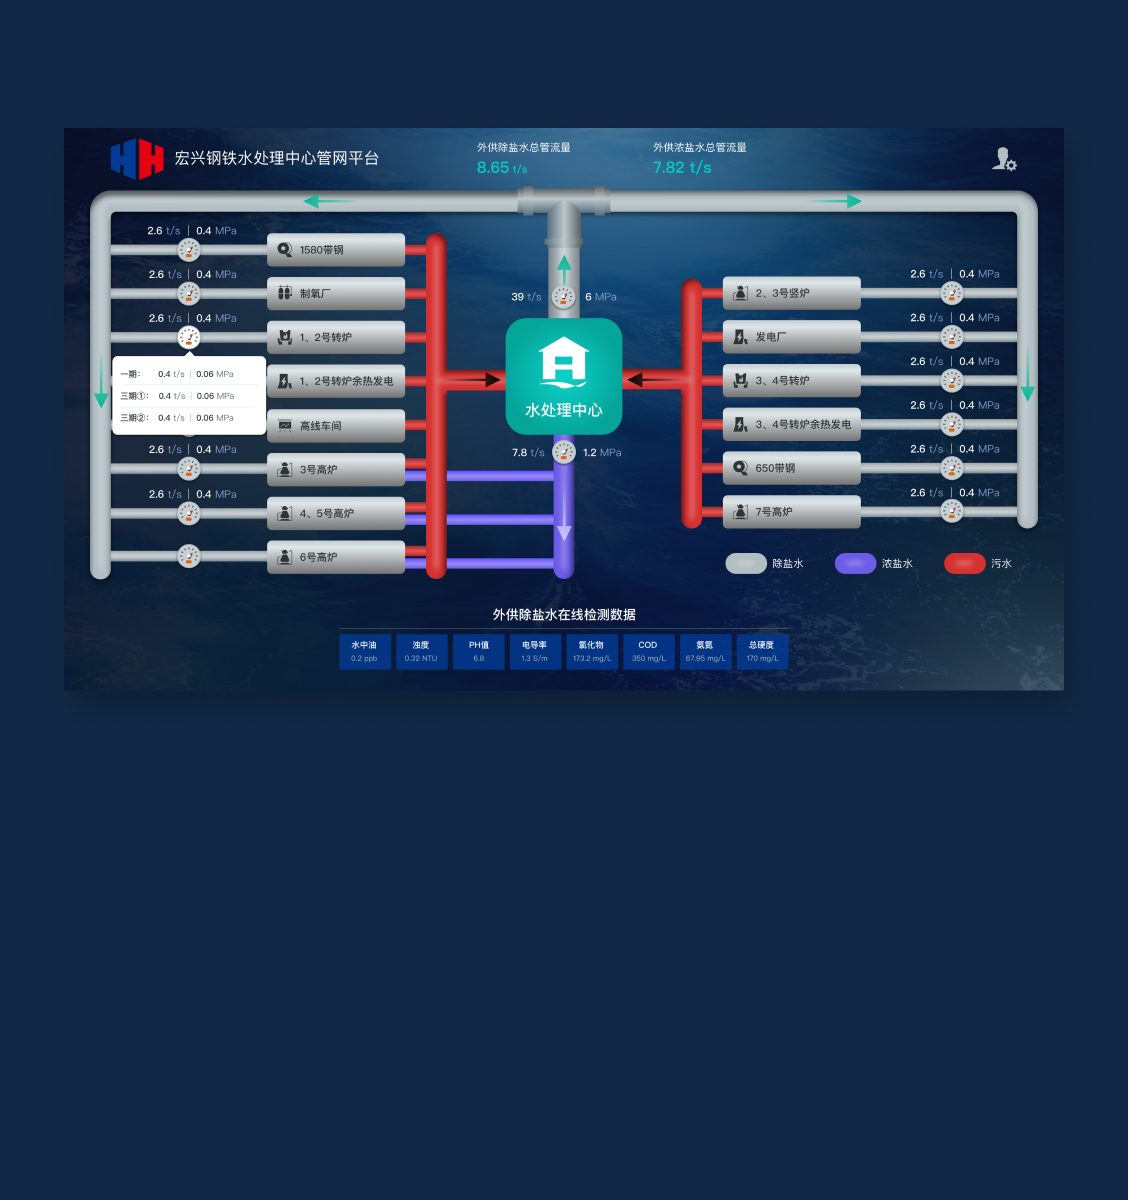 宏兴钢铁水处理中心管网平台
外供除盐水总管流量
8.65 t/s
外供浓盐水总管流量
7.82 t/s
2.6 t/s | 0.4 MPa
1580带钢
2.6 t/s | 0.4 MPa
制氧厂
2.6 t/s | 0.4 MPa
1、2号转炉
一期: 0.4 t/s | 0.06 MPa
三期①: 0.4 t/s | 0.06 MPa
三期②: 0.4 t/s | 0.06 MPa
1、2号转炉余热发电
高线车间
2.6 t/s | 0.4 MPa
3号高炉
2.6 t/s | 0.4 MPa
4、5号高炉
6号高炉
39 t/s
6 MPa
水处理中心
7.8 t/s
1.2 MPa
2.6 t/s | 0.4 MPa
2、3号竖炉
2.6 t/s | 0.4 MPa
发电厂
2.6 t/s | 0.4 MPa
3、4号转炉
2.6 t/s | 0.4 MPa
3、4号转炉余热发电
2.6 t/s | 0.4 MPa
650带钢
2.6 t/s | 0.4 MPa
7号高炉
除盐水
浓盐水
污水
外供除盐水在线检测数据
水中油
0.2 ppb
浊度
0.32 NTU
PH值
6.8
电导率
1.3 S/m
氯化物
173.2 mg/L
COD
350 mg/L
氨氮
67.95 mg/L
总硬度
170 mg/L